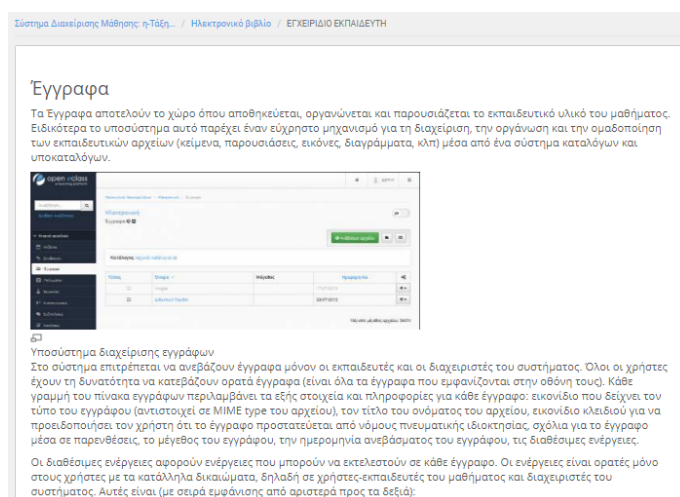 Σύστημα Διαχείρισης Μάθησης: η-Τάξη... / Ηλεκτρονικό βιβλίο / ΕΓΧΕΙΡΙΔΙΟ ΕΚΠΑΙΔΕΥΤΗ
Έγγραφα
Τα Έγγραφα αποτελούν το χώρο όπου αποθηκεύεται, οργανώνεται και παρουσιάζεται το εκπαιδευτικό υλικό του μαθήματος.
Ειδικότερα το υποσύστημα αυτό παρέχει έναν εύχρηστο μηχανισμό για τη διαχείριση, την οργάνωση και την ομαδοποίηση
των εκπαιδευτικών αρχείων (κείμενα, παρουσιάσεις, εικόνες, διαγράμματα, κλπ) μέσα από ένα σύστημα καταλόγων και
υποκαταλόγων.
open eclass
Έγγραφα
Κατάλογος
Τύπος Όνομα Μέγεθος Ημερομηνία
Υποσύστημα διαχείρισης εγγράφων
Στο σύστημα επιτρέπεται να ανεβάζουν έγγραφα μόνον οι εκπαιδευτές και οι διαχειριστές του συστήματος. Όλοι οι χρήστες
έχουν τη δυνατότητα να κατεβάζουν ορατά έγγραφα (είναι όλα τα έγγραφα που εμφανίζονται στην οθόνη τους). Κάθε
γραμμή του πίνακα εγγράφων περιλαμβάνει τα εξής στοιχεία και πληροφορίες για κάθε έγγραφο: εικονίδιο που δείχνει τον
τύπο του εγγράφου (αντιστοιχεί σε MIME type του αρχείου), τον τίτλο του ονόματος του αρχείου, εικονίδιο κλειδιού για να
προειδοποιήσει τον χρήστη ότι το έγγραφο προστατεύεται από νόμους πνευματικής ιδιοκτησίας, σχόλια για το έγγραφο
μέσα σε παρενθέσεις, το μέγεθος του εγγράφου, την ημερομηνία ανεβάσματος του εγγράφου, τις διαθέσιμες ενέργειες.
Οι διαθέσιμες ενέργειες αφορούν ενέργειες που μπορούν να εκτελεστούν σε κάθε έγγραφο. Οι ενέργειες είναι ορατές μόνο
στους χρήστες με τα κατάλληλα δικαιώματα, δηλαδή σε χρήστες-εκπαιδευτές του μαθήματος και διαχειριστές του
συστήματος. Αυτές είναι (με σειρά εμφάνισης από αριστερά προς τα δεξιά):